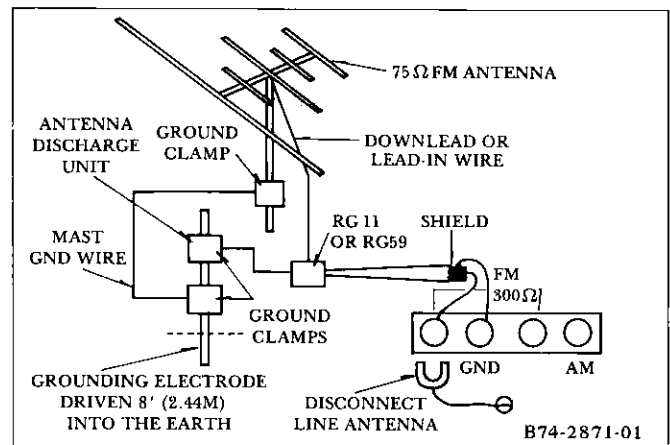 75Ω FM ANTENNA
ANTENNA
DISCHARGE
UNIT
GROUND
CLAMP
DOWNLEAD OR
LEAD-IN WIRE
MAST
GND WIRE
RG 11
OR RG59
SHIELD
FM
300Ω
GROUND
CLAMPS
GND
AM
GROUNDING ELECTRODE
DRIVEN 8' (2.44M)
INTO THE EARTH
DISCONNECT
LINE ANTENNA
B74-2871-01